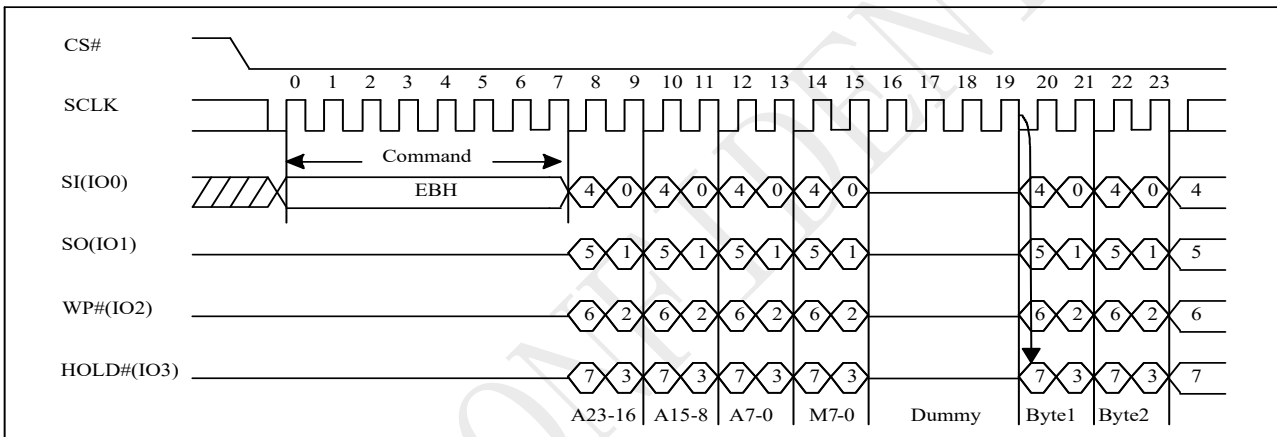 CS#
0 1 2 3 4 5 6 7 8 9 10 11 12 13 14 15 16 17 18 19 20 21 22 23
SCLK
Command
SI(IO0) EBH 4 0 4 0 4 0 4 0 4 0 4 0 4
SO(IO1) 5 1 5 1 5 1 5 1 5 1 5 1 5
WP#(IO2) 6 2 6 2 6 2 6 2 6 2 6 2 6
HOLD#(IO3) 7 3 7 3 7 3 7 3 7 3 7 3 7
A23-16 A15-8 A7-0 M7-0 Dummy Byte1 Byte2